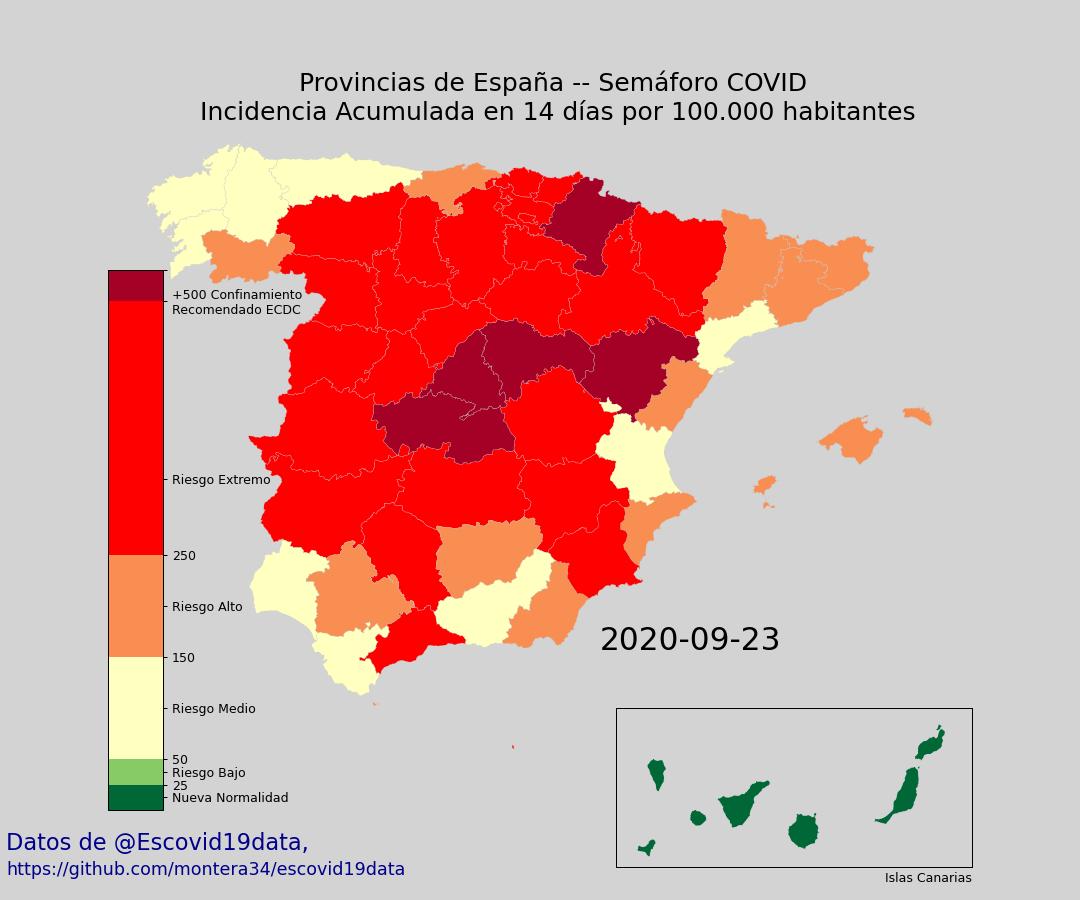 Provincias de España -- Semáforo COVID
Incidencia Acumulada en 14 días por 100.000 habitantes
+500 Confinamiento
Recomendado ECDC
Riesgo Extremo
250
Riesgo Alto
150
Riesgo Medio
50
Riesgo Bajo
25
Nueva Normalidad
2020-09-23
Islas Canarias
Datos de @Escovid19data,
https://github.com/montera34/escovid19data